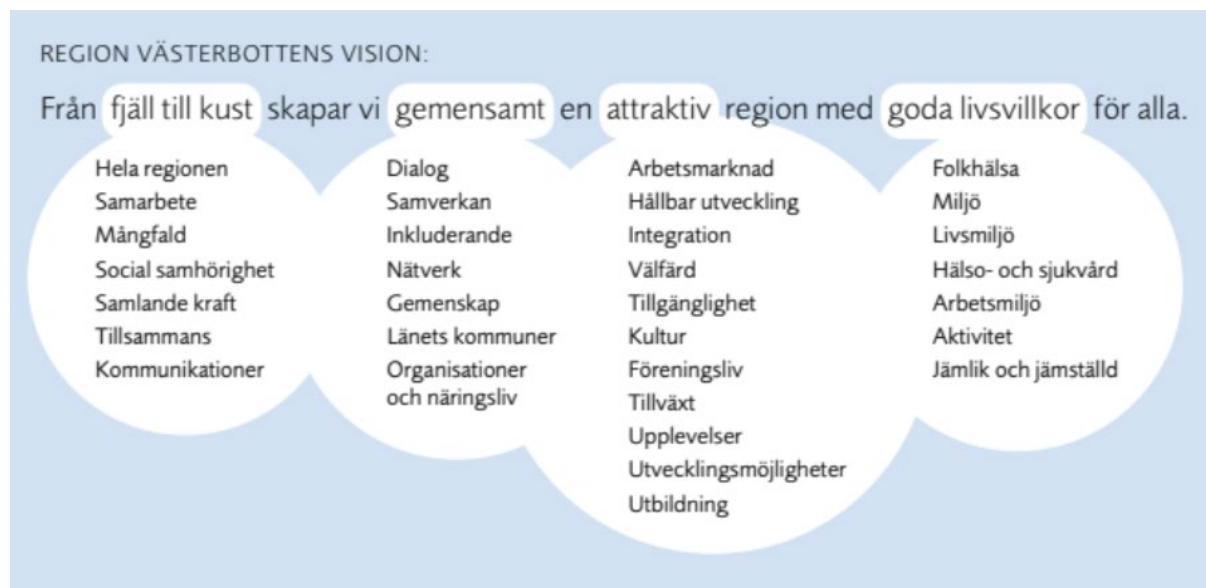 REGION VÄSTERBOTTENS VISION:
Från fjäll till kust skapar vi gemensamt en attraktiv region med goda livsvillkor för alla.
Hela regionen
Samarbete
Mångfald
Social samhörighet
Samlande kraft
Tillsammans
Kommunikationer
Dialog
Samverkan
Inkluderande
Nätverk
Gemenskap
Länets kommuner
Organisationer
och näringsliv
Arbetsmarknad
Hållbar utveckling
Integration
Välfärd
Tillgänglighet
Kultur
Föreningsliv
Tillväxt
Upplevelser
Utvecklingsmöjligheter
Utbildning
Folkhälsa
Miljö
Livsmiljö
Hälso- och sjukvård
Arbetsmiljö
Aktivitet
Jämlik och jämställd